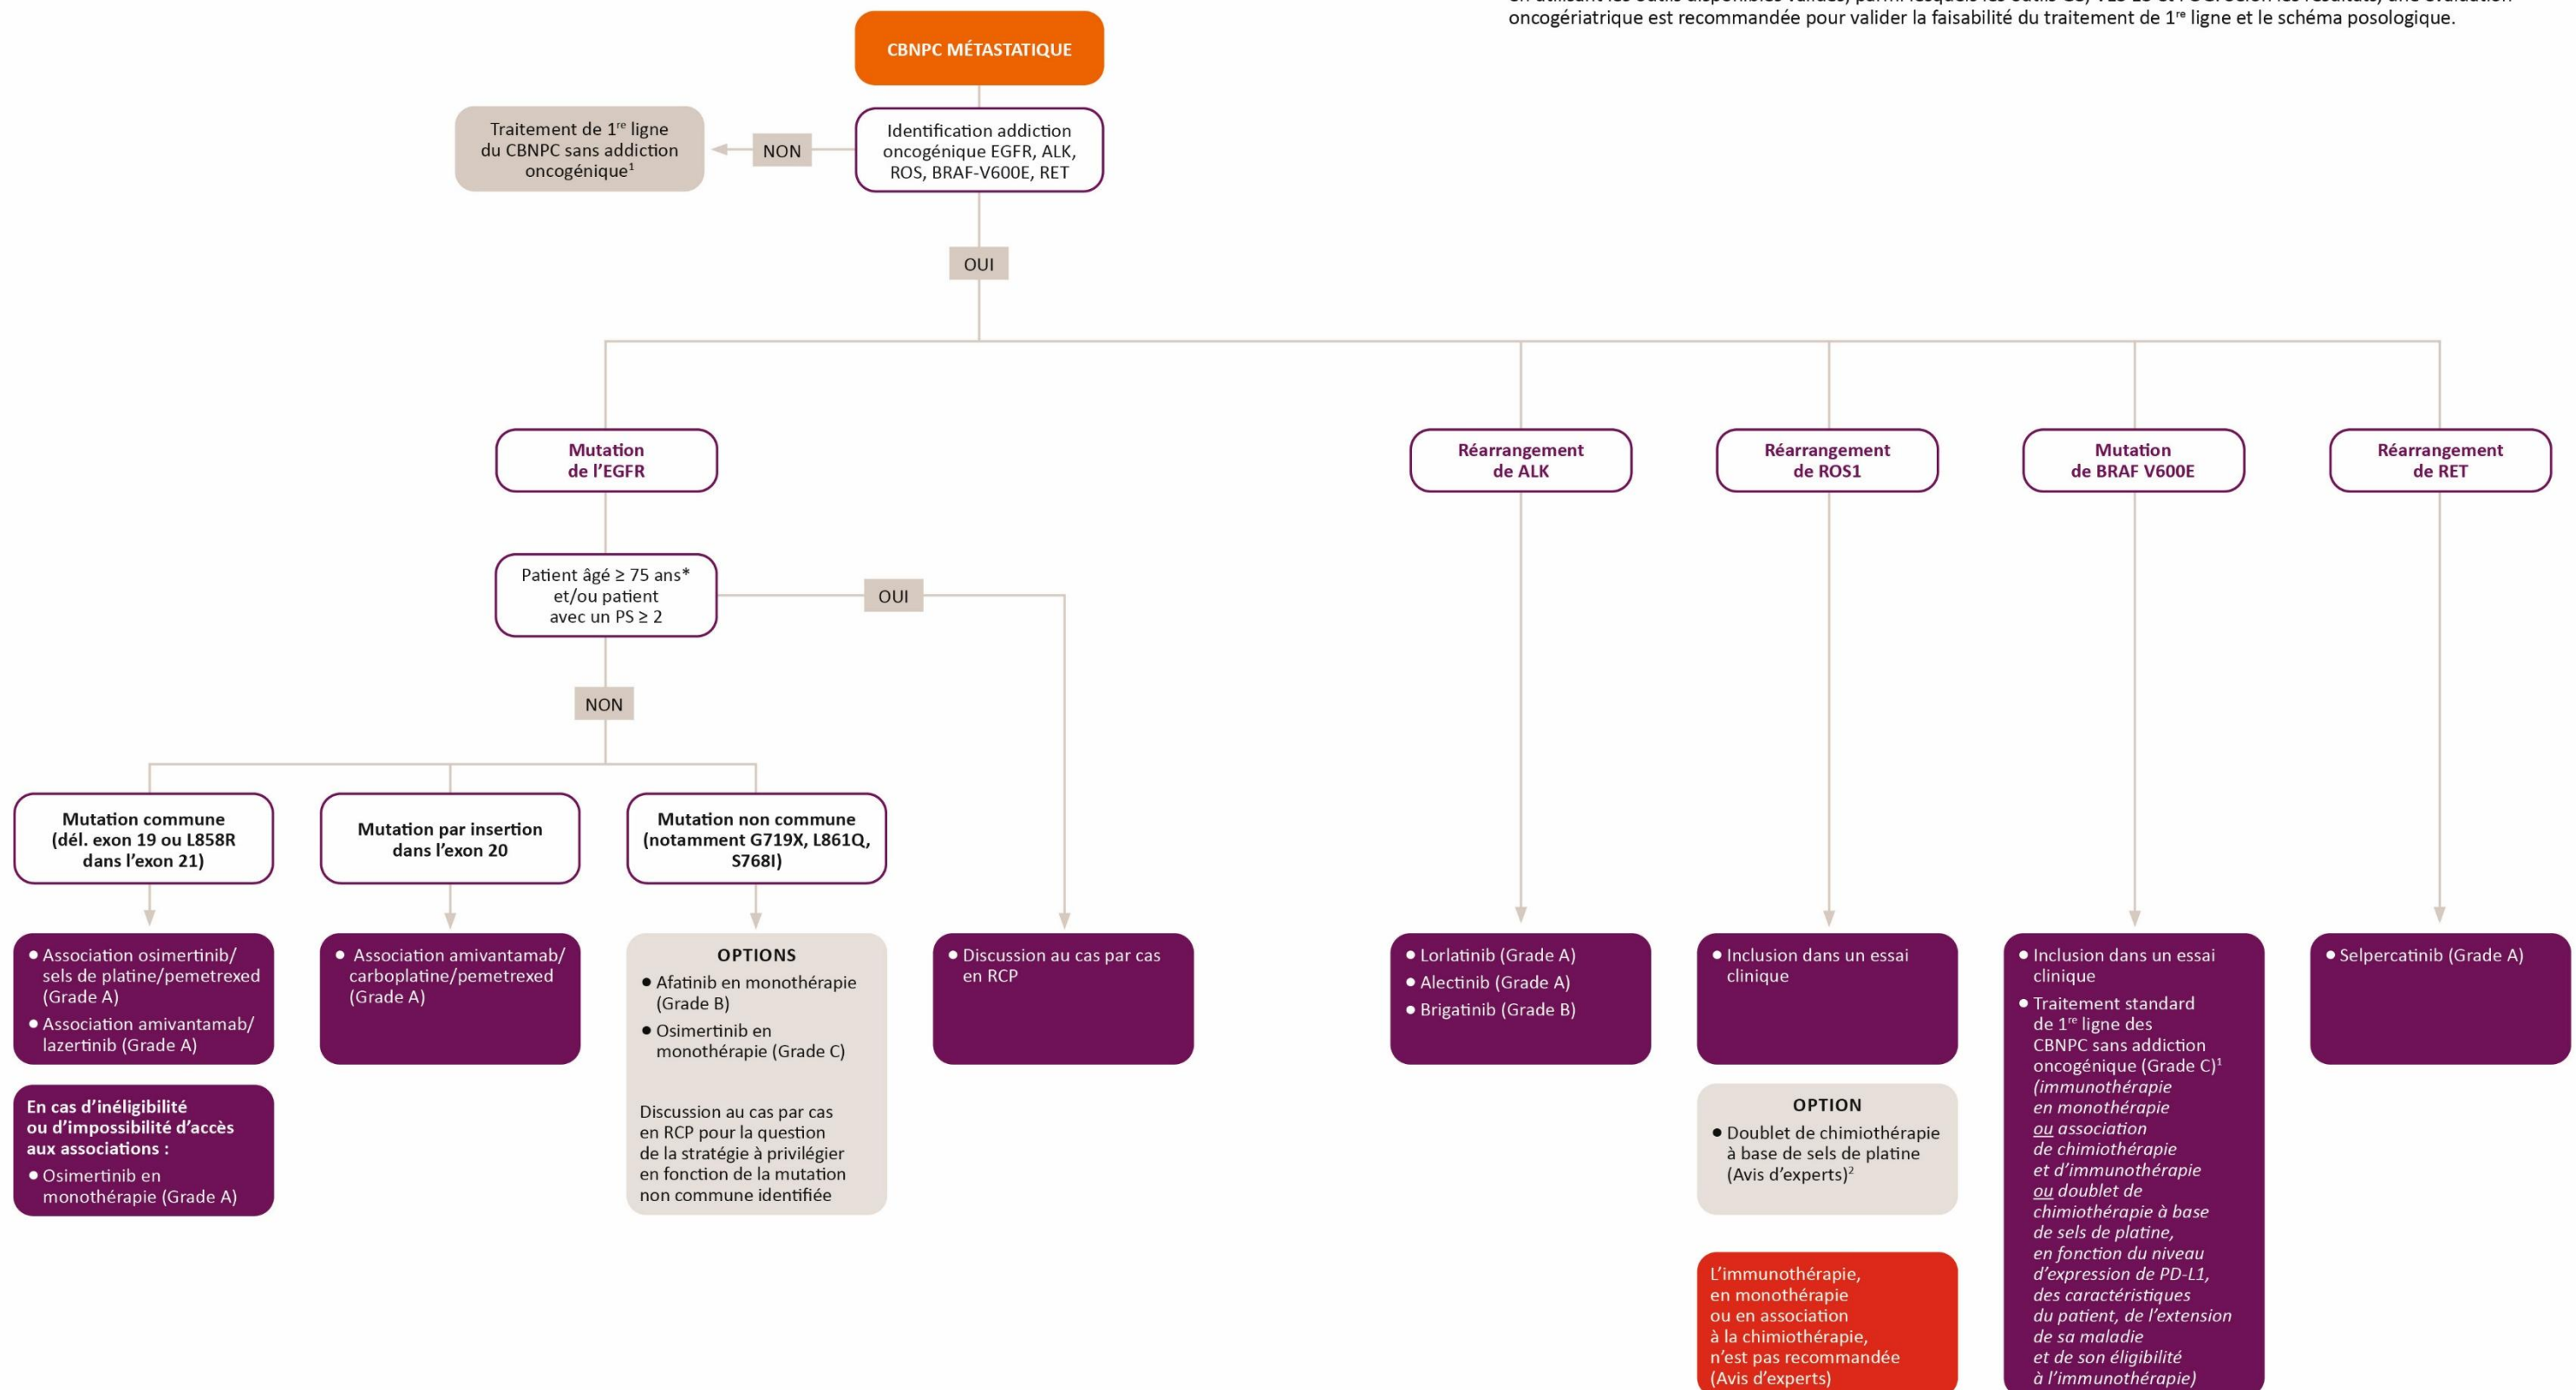 oncogériatrique est recommandée pour valider la faisabilité du traitement de 1re ligne et le schéma posologique.
CBNPC MÉTASTATIQUE
Traitement de 1re ligne
du CBNPC sans addiction
oncogénique1
NON
Identification addiction
oncogénique EGFR, ALK,
ROS, BRAF-V600E, RET
OUI
Mutation
de l’EGFR
Réarrangement
de ALK
Réarrangement
de ROS1
Mutation
de BRAF V600E
Réarrangement
de RET
Patient âgé ≥ 75 ans*
et/ou patient
avec un PS ≥ 2
OUI
NON
Mutation commune
(dél. exon 19 ou L858R
dans l’exon 21)
Mutation par insertion
dans l’exon 20
Mutation non commune
(notamment G719X, L861Q,
S768I)
• Association osimertinib/
sels de platine/pemetrexed
(Grade A)
• Association amivantamab/
lazertinib (Grade A)
En cas d’inéligibilité
ou d’impossibilité d’accès
aux associations :
• Osimertinib en
monothérapie (Grade A)
• Association amivantamab/
carboplatine/pemetrexed
(Grade A)
OPTIONS
• Afatinib en monothérapie
(Grade B)
• Osimertinib en
monothérapie (Grade C)
Discussion au cas par cas
en RCP pour la question
de la stratégie à privilégier
en fonction de la mutation
non commune identifiée
• Discussion au cas par cas
en RCP
• Lorlatinib (Grade A)
• Alectinib (Grade A)
• Brigatinib (Grade B)
• Inclusion dans un essai
clinique
OPTION
• Doublet de chimiothérapie
à base de sels de platine
(Avis d’experts)2
L’immunothérapie,
en monothérapie
ou en association
à la chimiothérapie,
n’est pas recommandée
(Avis d’experts)
• Inclusion dans un essai
clinique
• Traitement standard
de 1re ligne des
CBNPC sans addiction
oncogénique (Grade C)1
(immunothérapie
en monothérapie
ou association
de chimiothérapie
et d’immunothérapie
ou doublet de
chimiothérapie à base
de sels de platine,
en fonction du niveau
d’expression de PD-L1,
des caractéristiques
du patient, de l’extension
de sa maladie
et de son éligibilité
à l’immunothérapie)
• Selpercatinib (Grade A)